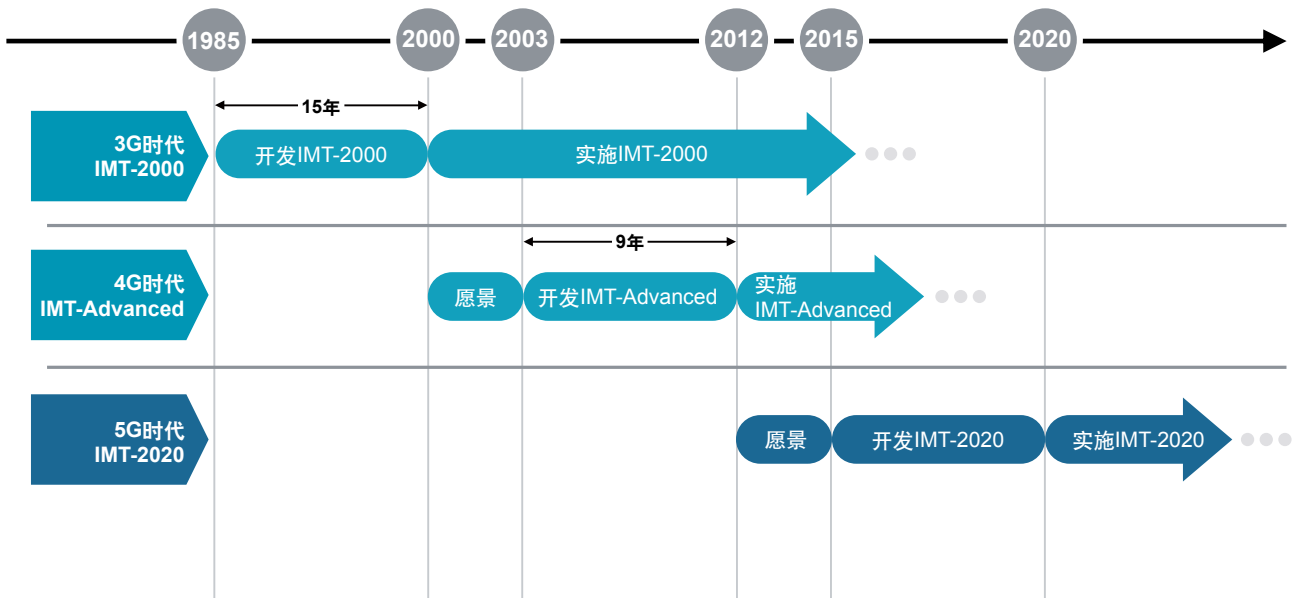 1985
2000
2003
2012
2015
2020
15年
3G时代
IMT-2000
开发IMT-2000
实施IMT-2000
9年
4G时代
IMT-Advanced
愿景
开发IMT-Advanced
实施
IMT-Advanced
5G时代
IMT-2020
愿景
开发IMT-2020
实施IMT-2020